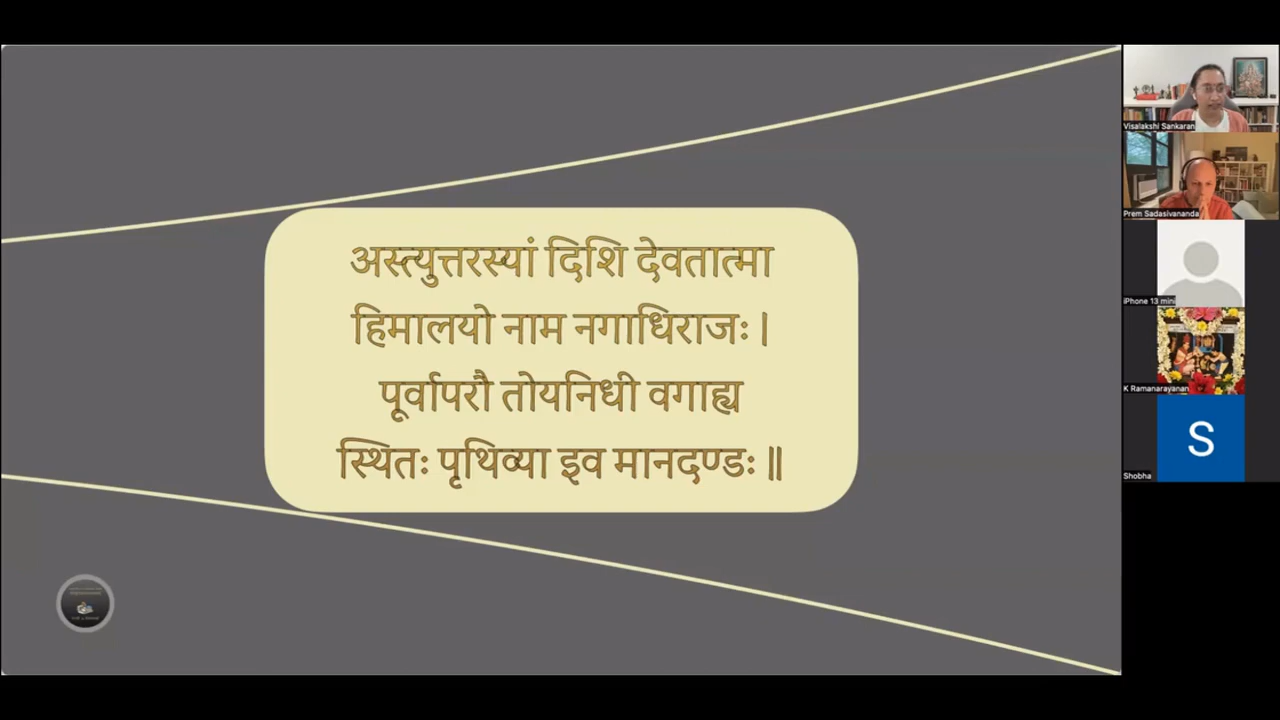 अस्त्युत्तरस्यां दिशि देवतात्मा
हिमालयो नाम नगाधिराजः ।
पूर्वापरौ तोयनिधी वगाह्य
स्थितः पृथिव्या इव मानदण्डः ॥
Visalakshi Sankaran
Prem Sadasivananda
iPhone 13 mini
K Ramanarayanan
S
Shobha